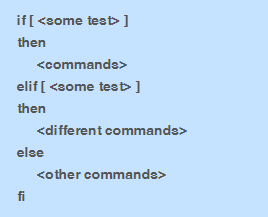 if [ <some test> ]
then
<commands>
elif [ <some test> ]
then
<different commands>
else
<other commands>
fi